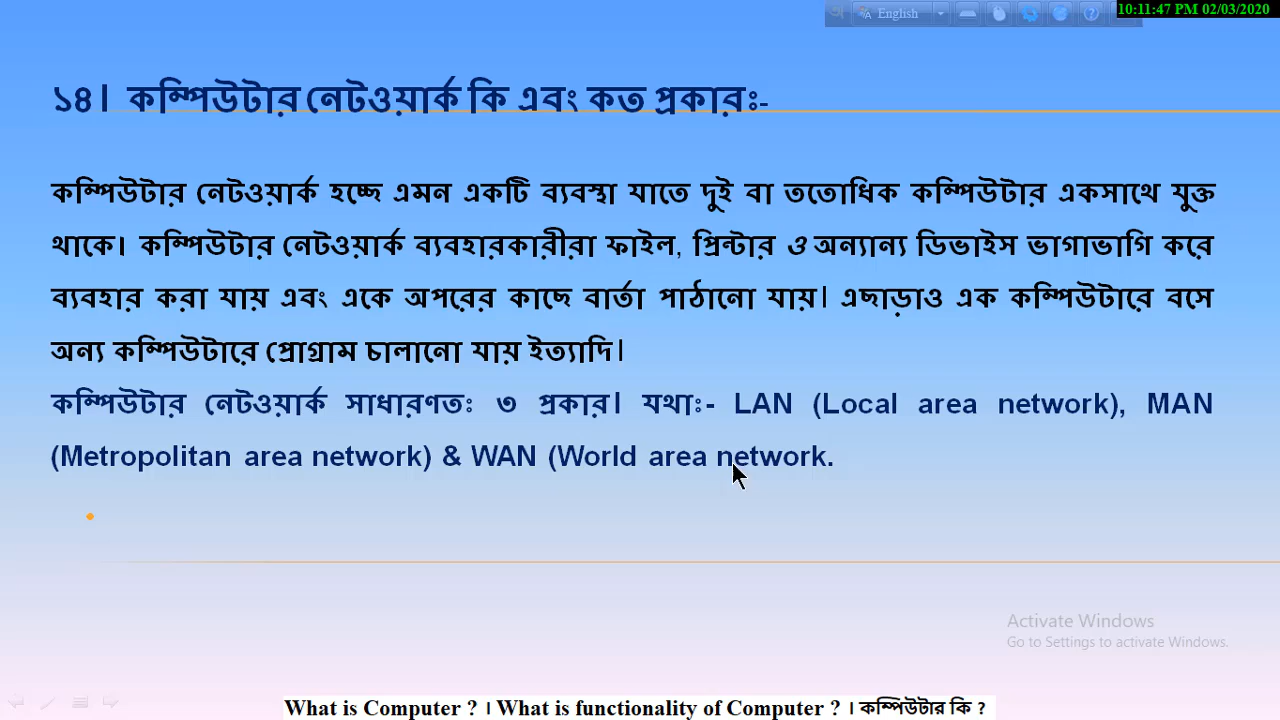 English
10:11:47 PM 02/03/2020
১৪। কম্পিউটার নেটওয়ার্ক কি এবং কত প্রকারঃ-
কম্পিউটার নেটওয়ার্ক হচ্ছে এমন একটি ব্যবস্থা যাতে দুই বা ততোধিক কম্পিউটার একসাথে যুক্ত
থাকে। কম্পিউটার নেটওয়ার্ক ব্যবহারকারীরা ফাইল, প্রিন্টার ও অন্যান্য ডিভাইস ভাগাভাগি করে
ব্যবহার করা যায় এবং একে অপরের কাছে বার্তা পাঠানো যায়। এছাড়াও এক কম্পিউটারে বসে
অন্য কম্পিউটারে প্রোগ্রাম চালানো যায় ইত্যাদি।
কম্পিউটার নেটওয়ার্ক সাধারণতঃ ৩ প্রকার। যথাঃ- LAN (Local area network), MAN
(Metropolitan area network) & WAN (World area network.
Activate Windows
Go to Settings to activate Windows.
What is Computer ? । What is functionality of Computer ? । কম্পিউটার কি ?